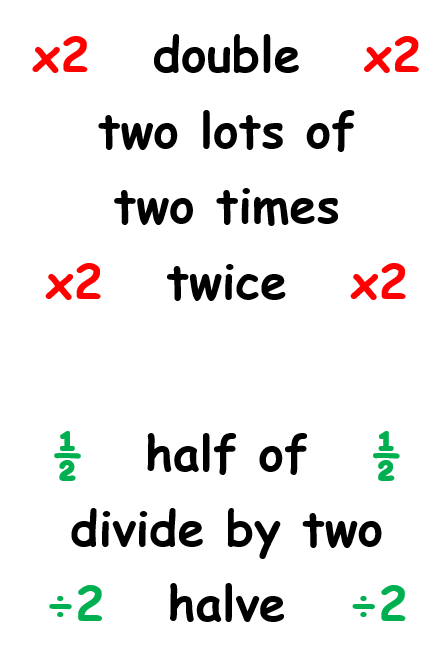 x2 double x2
two lots of
two times
x2 twice x2
½ half of ½
divide by two
÷2 halve ÷2